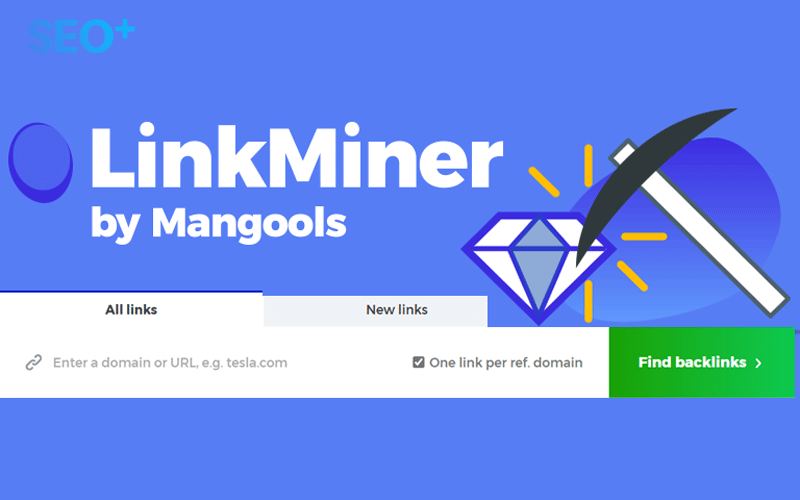 SEO+
LinkMiner
by Mangools
All links
New links
Enter a domain or URL, e.g. tesla.com
One link per ref. domain
Find backlinks